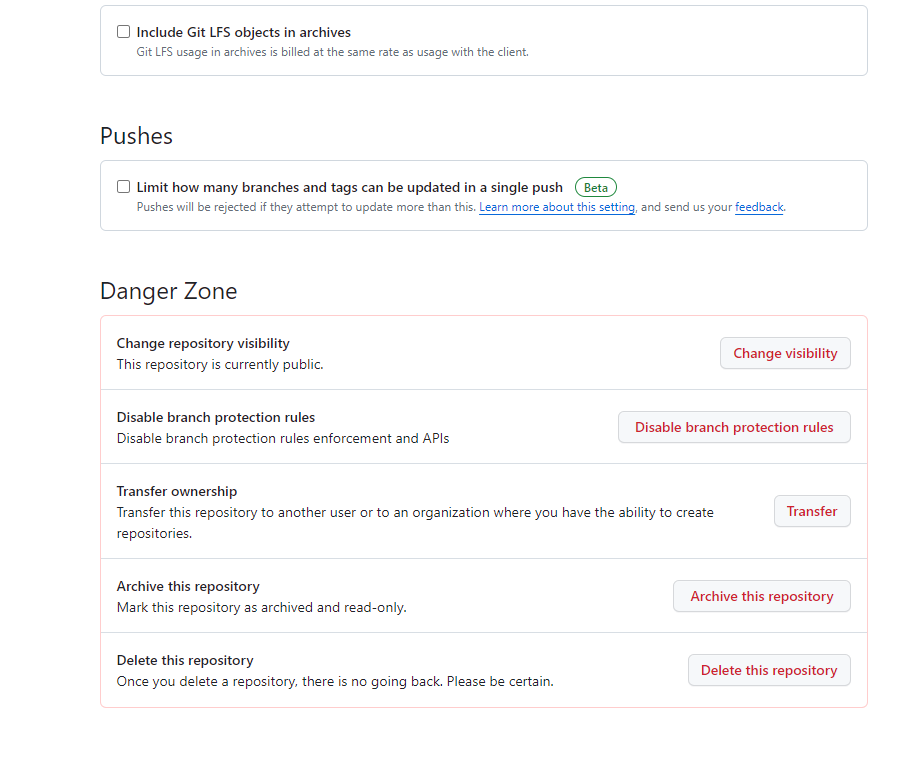 Include Git LFS objects in archives
Git LFS usage in archives is billed at the same rate as usage with the client.
Pushes
Limit how many branches and tags can be updated in a single push Beta
Pushes will be rejected if they attempt to update more than this. Learn more about this setting, and send us your feedback.
Danger Zone
Change repository visibility
This repository is currently public.
Change visibility
Disable branch protection rules
Disable branch protection rules enforcement and APIs
Disable branch protection rules
Transfer ownership
Transfer this repository to another user or to an organization where you have the ability to create
repositories.
Transfer
Archive this repository
Mark this repository as archived and read-only.
Archive this repository
Delete this repository
Once you delete a repository, there is no going back. Please be certain.
Delete this repository